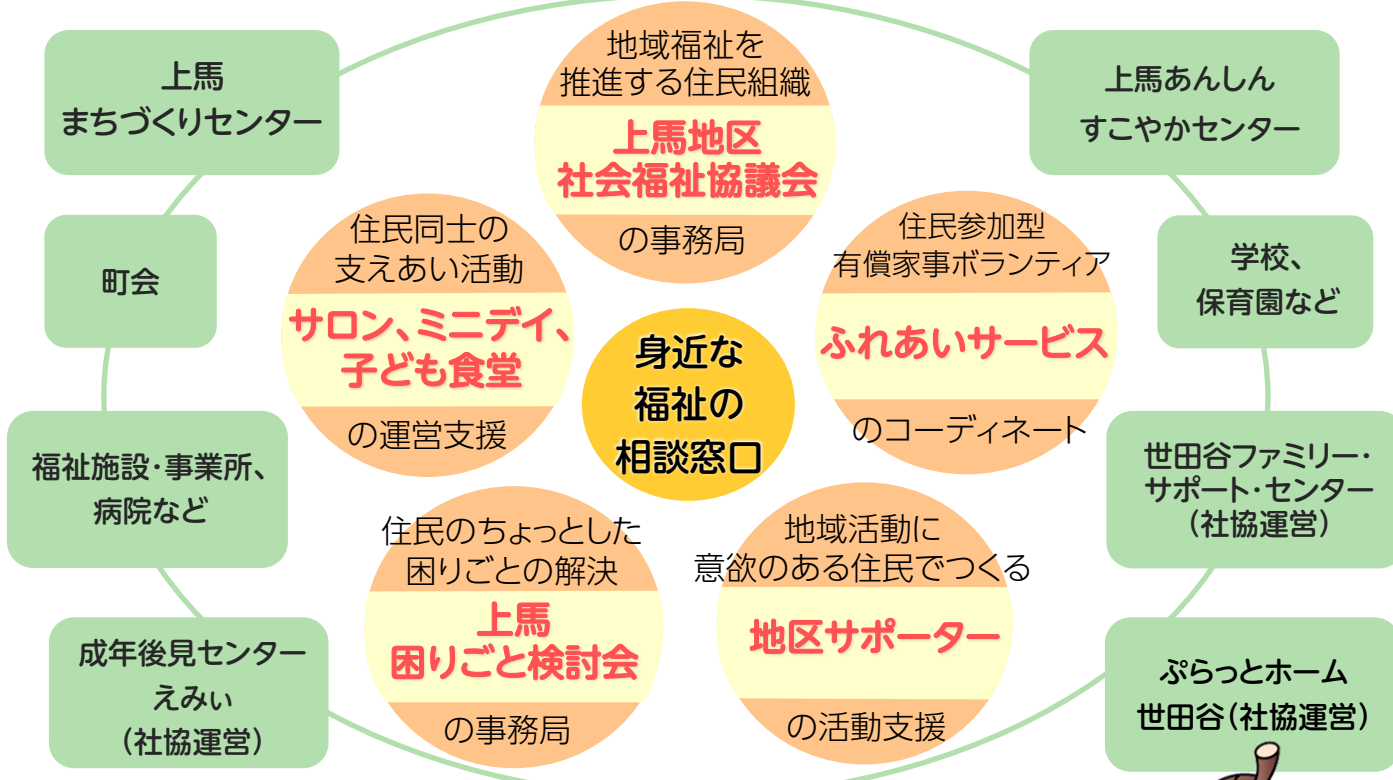 地域福祉を
推進する住民組織
上馬地区
社会福祉協議会
の事務局
上馬
まちづくりセンター
上馬あんしん
すこやかセンター
住民同士の
支えあい活動
サロン、ミニデイ、
子ども食堂
の運営支援
住民参加型
有償家事ボランティア
ふれあいサービス
のコーディネート
町会
学校、
保育園など
身近な
福祉の
相談窓口
福祉施設・事業所、
病院など
世田谷ファミリー・
サポート・センター
(社協運営)
住民のちょっとした
困りごとの解決
上馬
困りごと検討会
の事務局
地域活動に
意欲のある住民でつくる
地区サポーター
の活動支援
成年後見センター
えみぃ
(社協運営)
ぷらっとホーム
世田谷(社協運営)